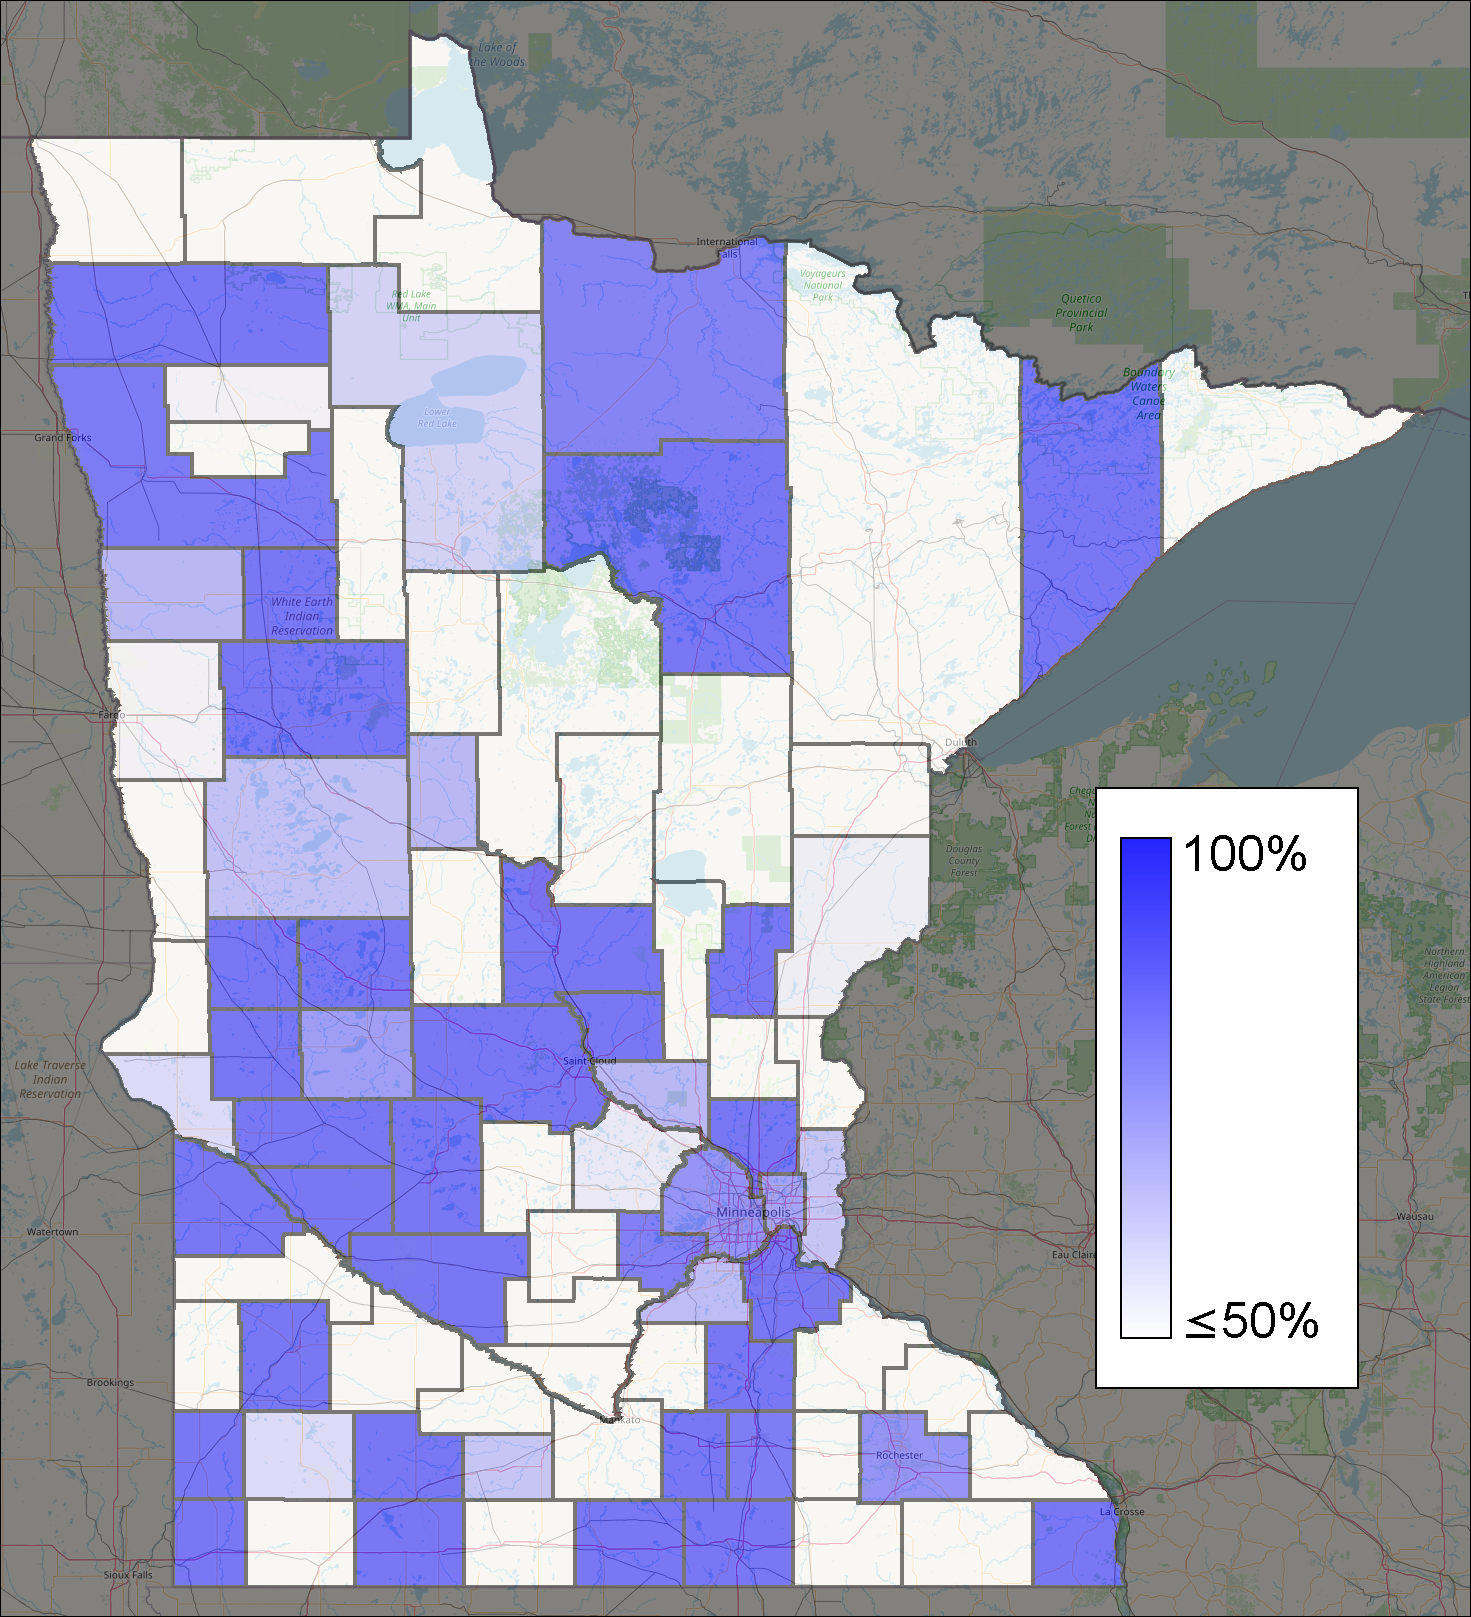 Lake of
the Woods
International
Falls
Voyageurs
National
Park
Red Lake
WMA, Main
Unit
Quetico
Provincial
Park
Boundary
Waters
Canoe
Area
Lower
Red Lake
Grand Forks
White Earth
Indian
Reservation
Fargo
Duluth
Douglas
County
Forest
100%
Northern
Highland
American
Legion
State Forest
Lake Traverse
Indian
Reservation
Saint Cloud
Watertown
Minneapolis
Wausau
Eau Clair
≤50%
Brookings
Mankato
Rochester
La Crosse
Sioux Falls